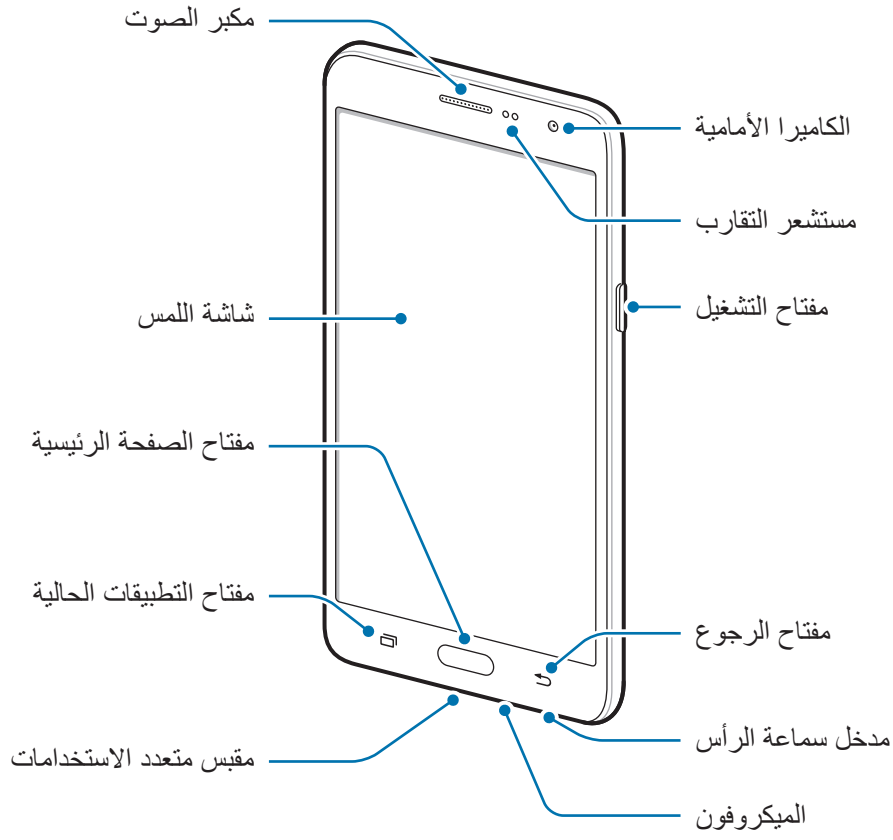 مكبر الصوت
الكاميرا الأمامية
مستشعر التقارب
مفتاح التشغيل
شاشة اللمس
مفتاح الصفحة الرئيسية
مفتاح التطبيقات الحالية
مفتاح الرجوع
مدخل سماعة الرأس
مقبس متعدد الاستخدامات
الميكروفون